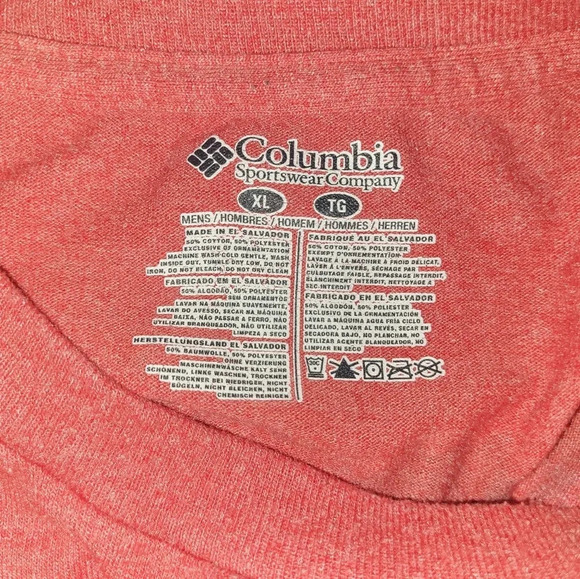 Columbia
Sportswear Company
XL TG
MENS / HOMBRES / HOMEM / HOMMES / HERREN
MADE IN EL SALVADOR
50% COTTON, 50% POLYESTER
EXCLUSIVE OF ORNAMENTATION
MACHINE WASH COLD GENTLE, WASH
INSIDE OUT, TUMBLE DRY LOW, DO NOT
IRON, DO NOT BLEACH, DO NOT DRY CLEAN
FABRICADO EN EL SALVADOR
50% ALGODÃO, 50% POLIESTER
SEM ORNAMENTOS
LAVAR NA MÁQUINA SUAVEMENTE,
LAVAR DO AVESSO, SECAR NA MÁQUINA
BAIXA, NÃO PASSAR A FERRO, NÃO
UTILIZAR BRANQUEADOR, NÃO
LIMPEZA A SECO
HERSTELLUNGSLAND EL SALVADOR
50% BAUMWOLLE, 50% POLYESTER
OHNE VERZIERUNG
MASCHINENWÄSCHE KALT SEHR
SCHONEND, LINKS WASCHEN, TROCKNEN
BEI NIEDRIGEN, NICHT
BÜGELN, NICHT BLEICHEN, NICHT
CHEMISCH REINIGEN
FABRIQUÉ AU EL SALVADOR
50% COTON, 50% POLYESTER
EXEMPT D'ORNEMENTATION
LAVAGE À LA MACHINE À FROID DÉLICAT,
LAVER À L'ENVERS, SÉCHAGE PAR
CULBUTAGE FAIBLE, REPASSAGE INTERDIT,
BLANCHIMENT INTERDIT, NETTOYAGE À
SEC INTERDIT
FABRICADO EN EL SALVADOR
50% ALGODÓN, 50% POLIESTER
EXCLUSIVO DE LA ORNAMENTACIÓN
LAVAR A MÁQUINA AGUA FRÍA CICLO
DELICADO, LAVAR AL REVÉS, SECAR EN
SECADORA BAJO, NO PLANCHAR, NO
UTILIZAR AGENTE BLANQUEADOR, NO
LIMPIAR EN SECO
30C